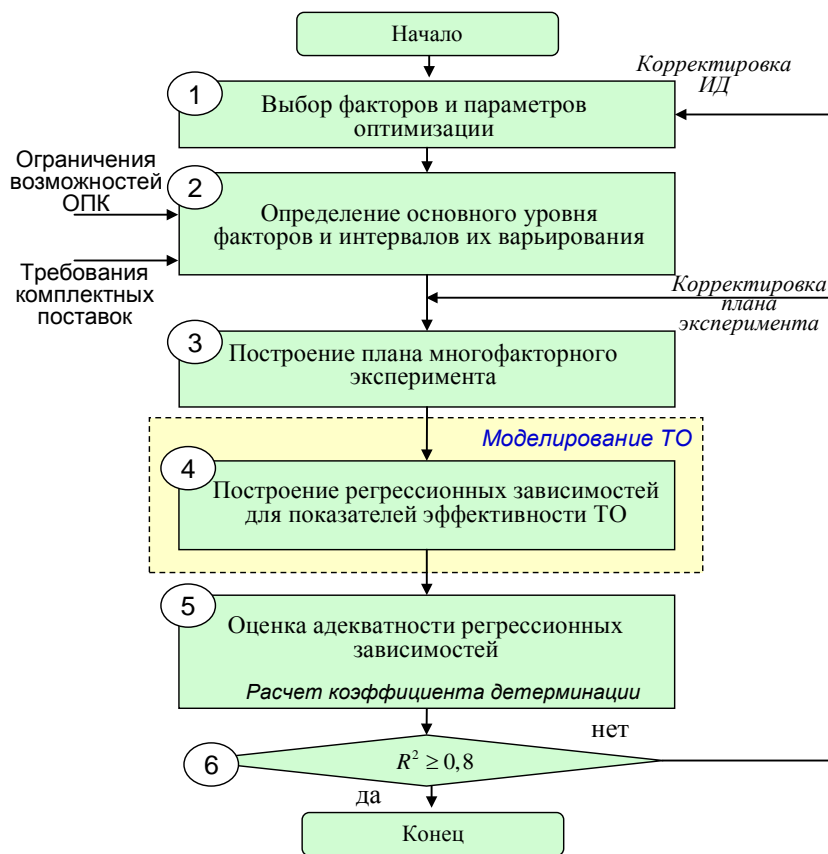 Начало
Корректировка
ИД
1
Выбор факторов и параметров
оптимизации
Ограничения
возможностей
ОПК
2
Определение основного уровня
факторов и интервалов их варьирования
Требования
комплектных
поставок
Корректировка
плана
эксперимента
3
Построение плана многофакторного
эксперимента
Моделирование ТО
4
Построение регрессионных зависимостей
для показателей эффективности ТО
5
Оценка адекватности регрессионных
зависимостей
Расчет коэффициента детерминации
нет
6
R² ≥ 0,8
да
Конец